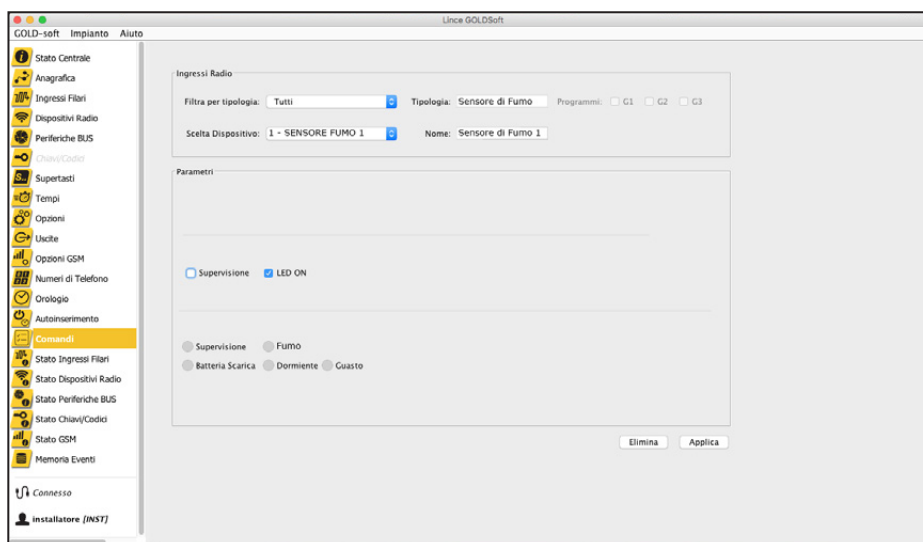 Lince GOLDSoft
GOLD-soft Impianto Aiuto
Stato Centrale
Anagrafica
Ingressi Filari
Dispositivi Radio
Periferiche BUS
Chiavi/Codici
Supertasti
Tempi
Opzioni
Uscite
Opzioni GSM
Numeri di Telefono
Orologio
Autoinserimento
Comandi
Stato Ingressi Filari
Stato Dispositivi Radio
Stato Periferiche BUS
Stato Chiavi/Codici
Stato GSM
Memoria Eventi
Connesso
installatore [INST]
Ingressi Radio
Filtra per tipologia: Tutti Tipologia: Sensore di Fumo Programmi: G1 G2 G3
Scelta Dispositivo: 1 - SENSORE FUMO 1 Nome: Sensore di Fumo 1
Parametri
Supervisione LED ON
Supervisione Fumo
Batteria Scarica Dormiente Guasto
Elimina Applica